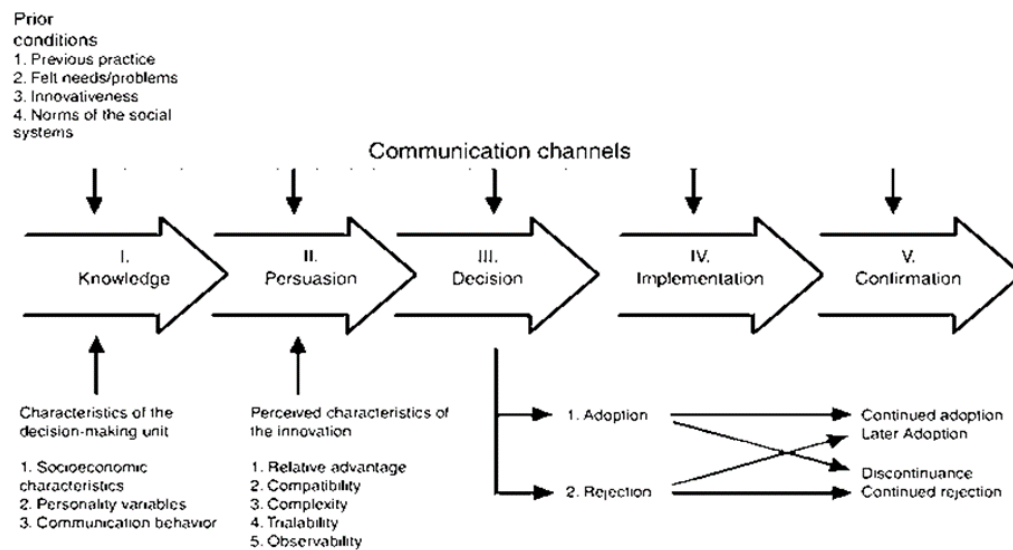 Prior
conditions
1. Previous practice
2. Felt needs/problems
3. Innovativeness
4. Norms of the social
systems
Communication channels
I.
Knowledge
II.
Persuasion
III.
Decision
IV.
Implementation
V.
Confirmation
Characteristics of the
decision-making unit
1. Socioeconomic
characteristics
2. Personality variables
3. Communication behavior
Perceived characteristics of
the innovation
1. Relative advantage
2. Compatibility
3. Complexity
4. Trialability
5. Observability
1. Adoption
2. Rejection
Continued adoption
Later Adoption
Discontinuance
Continued rejection